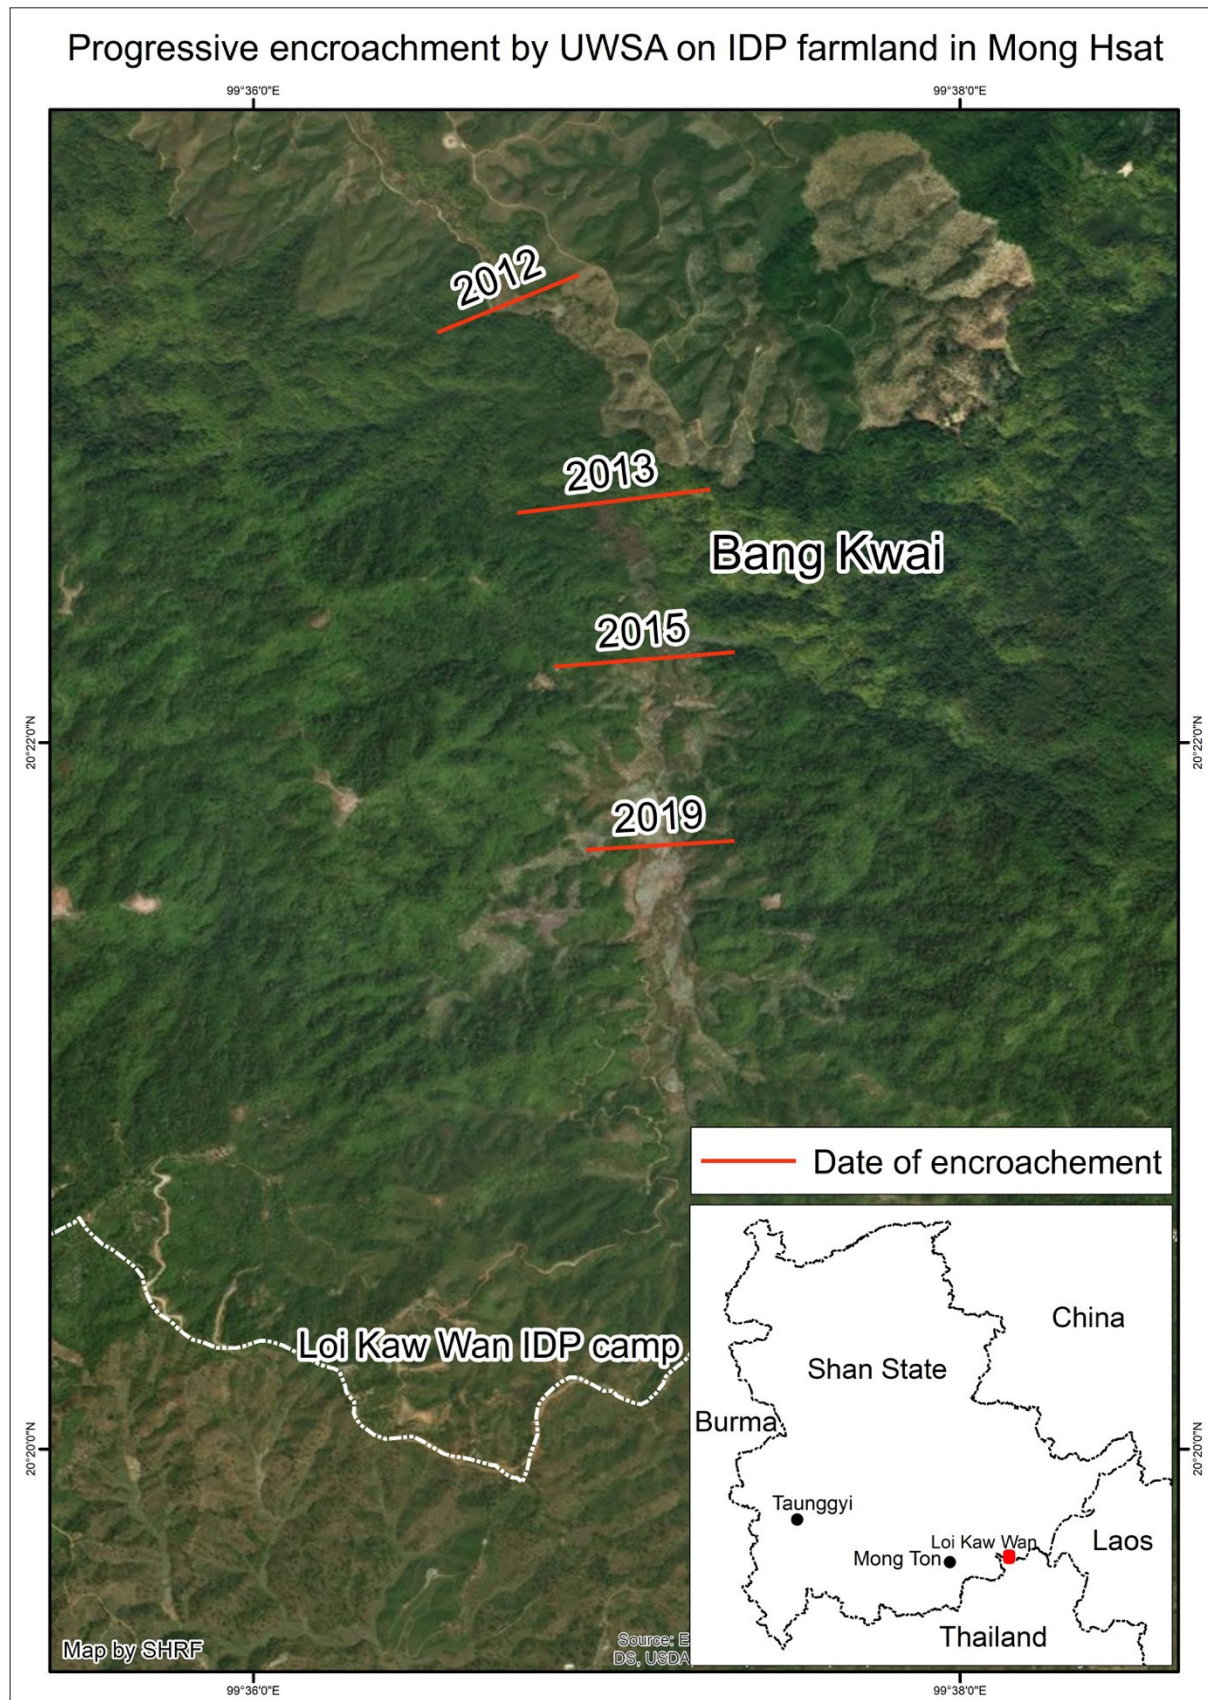 Progressive encroachment by UWSA on IDP farmland in Mong Hsat
99°36'0"E
99°38'0"E
2012
2013
Bang Kwai
2015
20°22'0"N
20°22'0"N
2019
Date of encroachement
China
Shan State
Loi Kaw Wan IDP camp
Burma
20°20'0"N
20°20'0"N
Taunggyi
Loi Kaw Wan
Laos
Mong Ton
Thailand
Map by SHRF
Source: E
DS, USDA
99°36'0"E
99°38'0"E